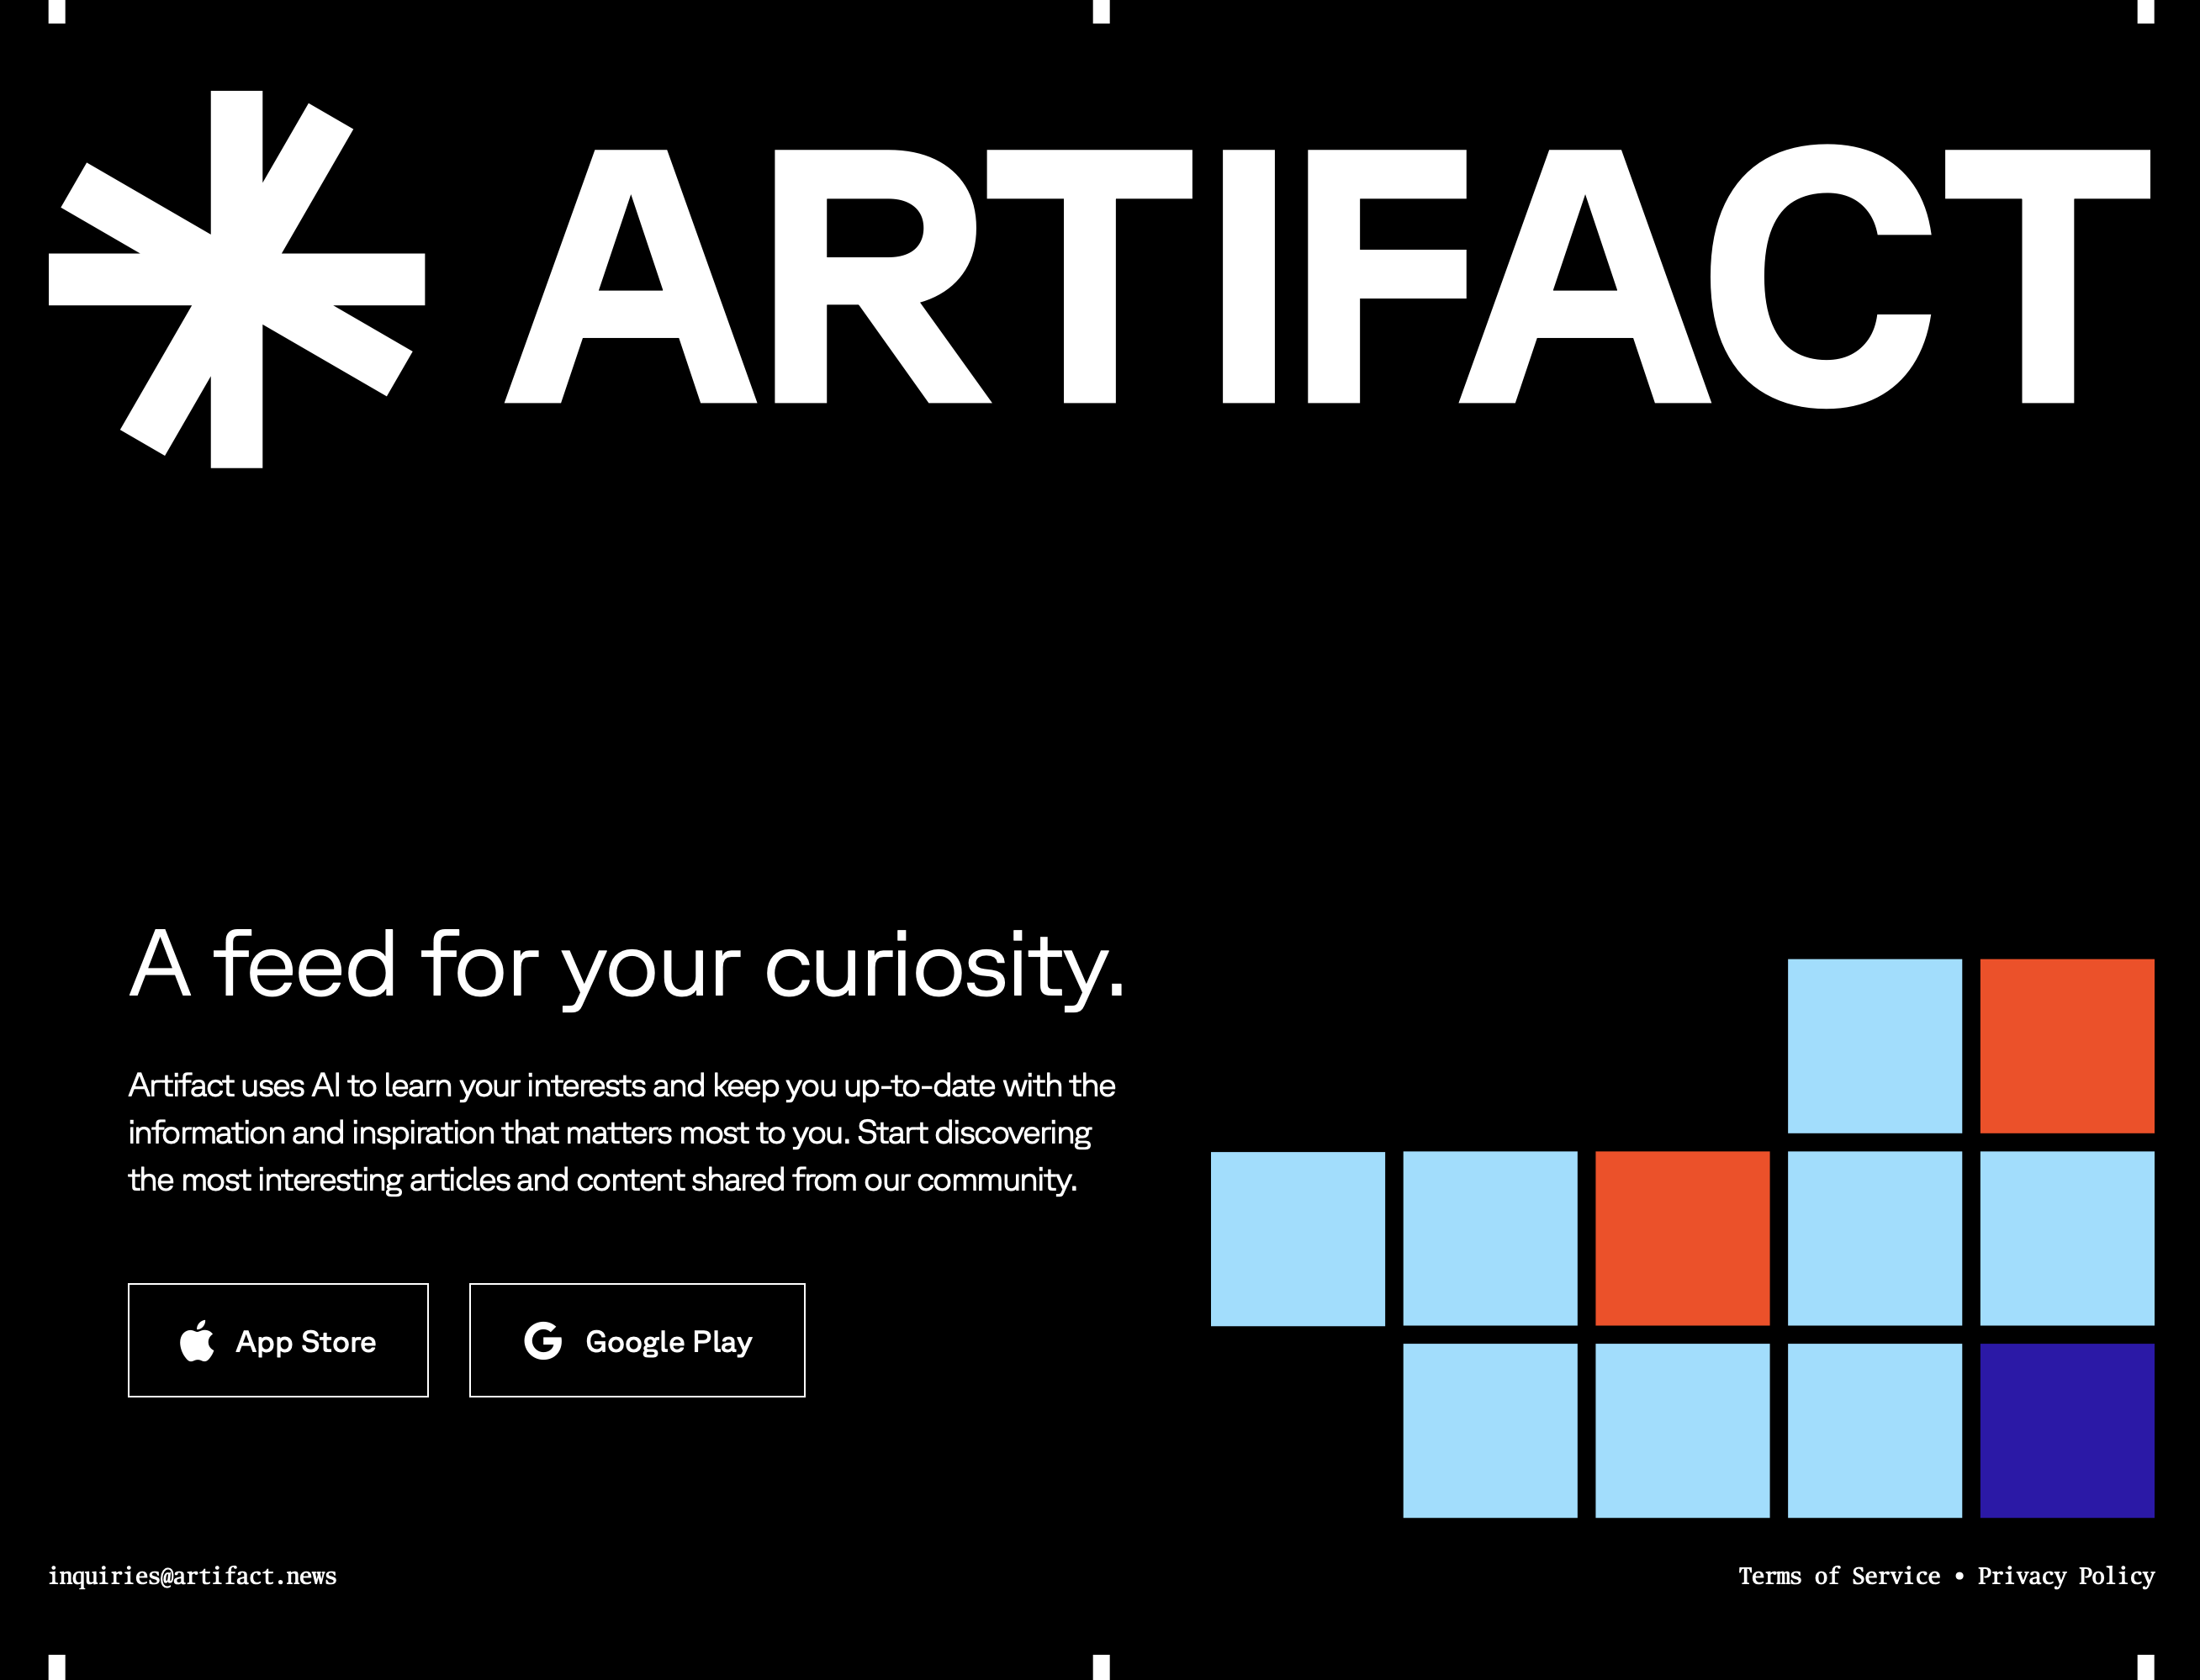 ARTIFACT
A feed for your curiosity.
Artifact uses AI to learn your interests and keep you up-to-date with the
information and inspiration that matters most to you. Start discovering
the most interesting articles and content shared from our community.
App Store
Google Play
inquiries@artifact.news
Terms of Service • Privacy Policy